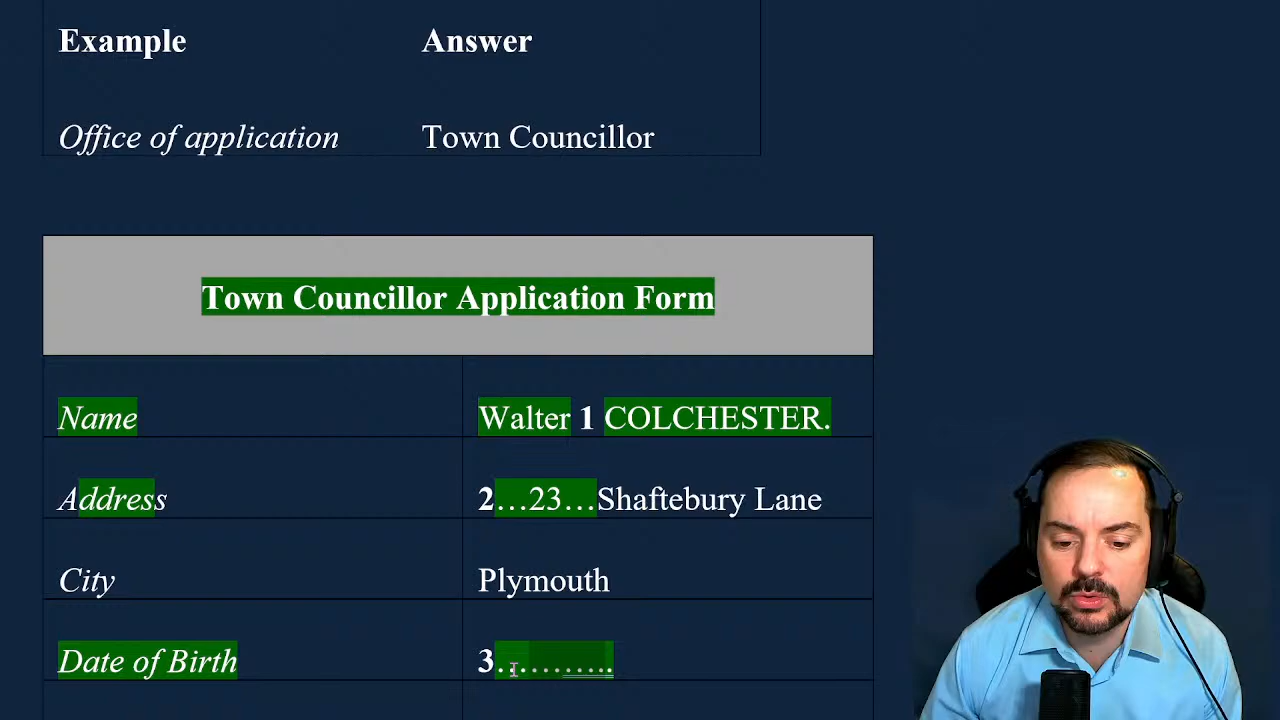 Example Answer
Office of application Town Councillor
Town Councillor Application Form
Name Walter 1 COLCHESTER.
Address 2…23…Shaftebury Lane
City Plymouth
Date of Birth 3………..